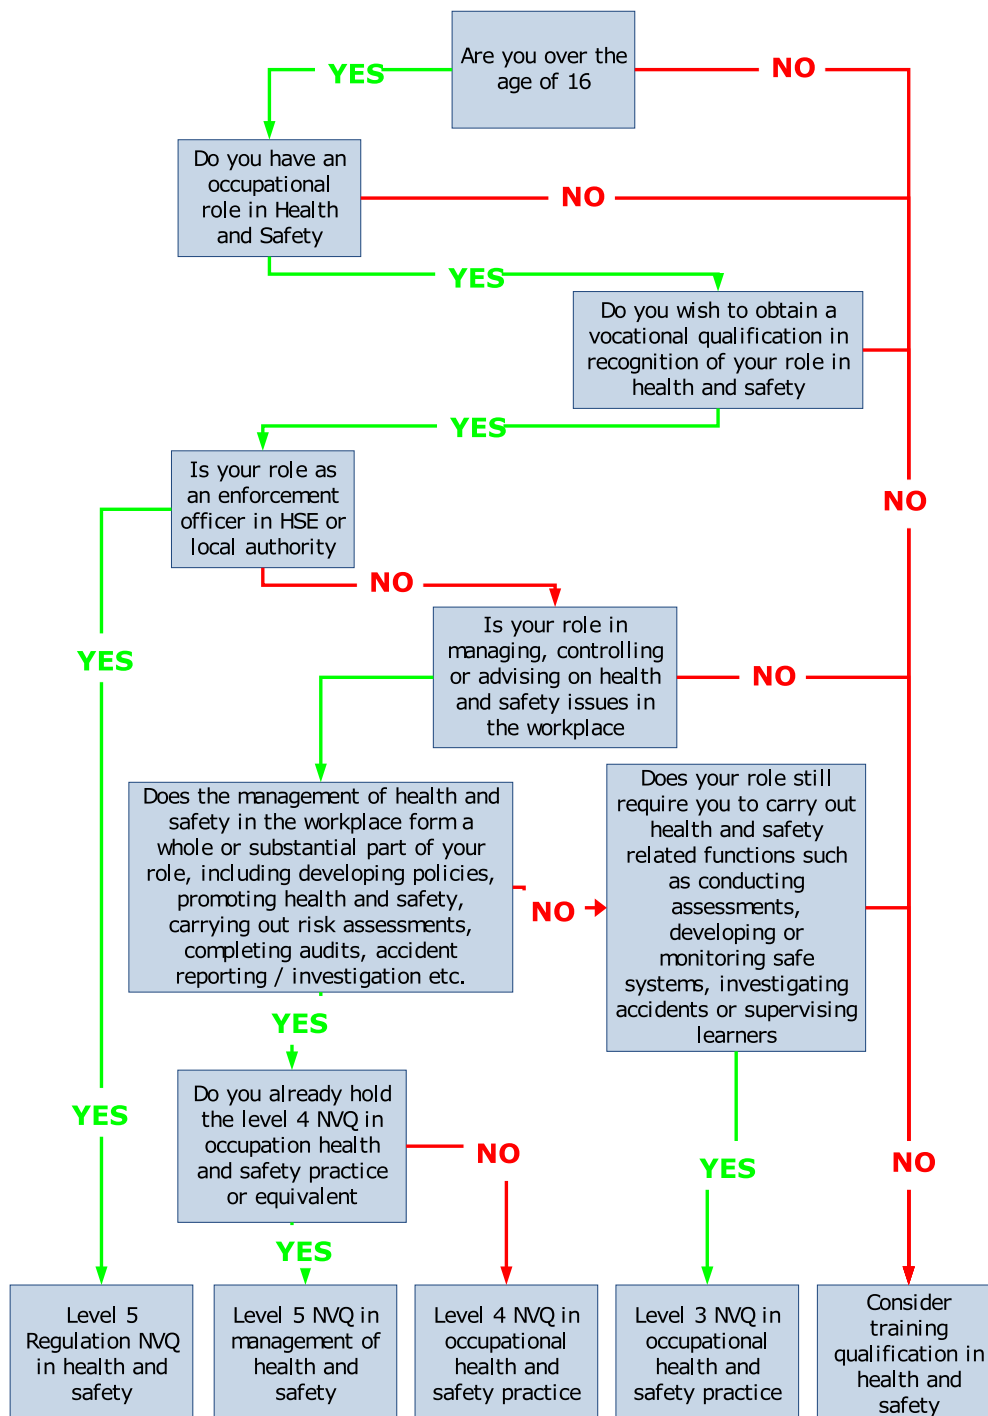 Are you over the
age of 16
YES
NO
Do you have an
occupational
role in Health
and Safety
NO
YES
Do you wish to obtain a
vocational qualification in
recognition of your role in
health and safety
YES
Is your role as
an enforcement
officer in HSE or
local authority
NO
NO
YES
Is your role in
managing, controlling
or advising on health
and safety issues in
the workplace
NO
Does the management of health and
safety in the workplace form a
whole or substantial part of your
role, including developing policies,
promoting health and safety,
carrying out risk assessments,
completing audits, accident
reporting / investigation etc.
NO
Does your role still
require you to carry out
health and safety
related functions such
as conducting
assessments,
developing or
monitoring safe
systems, investigating
accidents or supervising
learners
YES
Do you already hold
the level 4 NVQ in
occupation health
and safety practice
or equivalent
YES
NO
YES
NO
YES
Level 5
Regulation NVQ
in health and
safety
Level 5 NVQ in
management of
health and
safety
Level 4 NVQ in
occupational
health and
safety practice
Level 3 NVQ in
occupational
health and
safety practice
Consider
training
qualification in
health and
safety